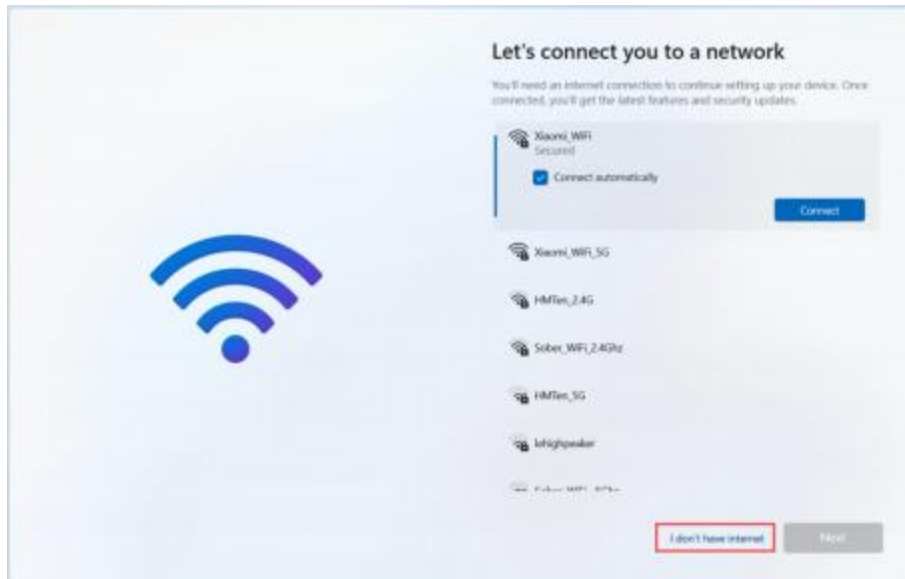 Let's connect you to a network
You'll need an internet connection to continue setting up your device. Once
connected, you'll get the latest features and security updates.
Xiaomi_WiFi
Secured
Connect automatically
Connect
Xiaomi_WiFi_5G
HMTen_2.4G
Sober_WiFi_2.4Ghz
HMTen_5G
lehighpeaker
I don't have internet
Next